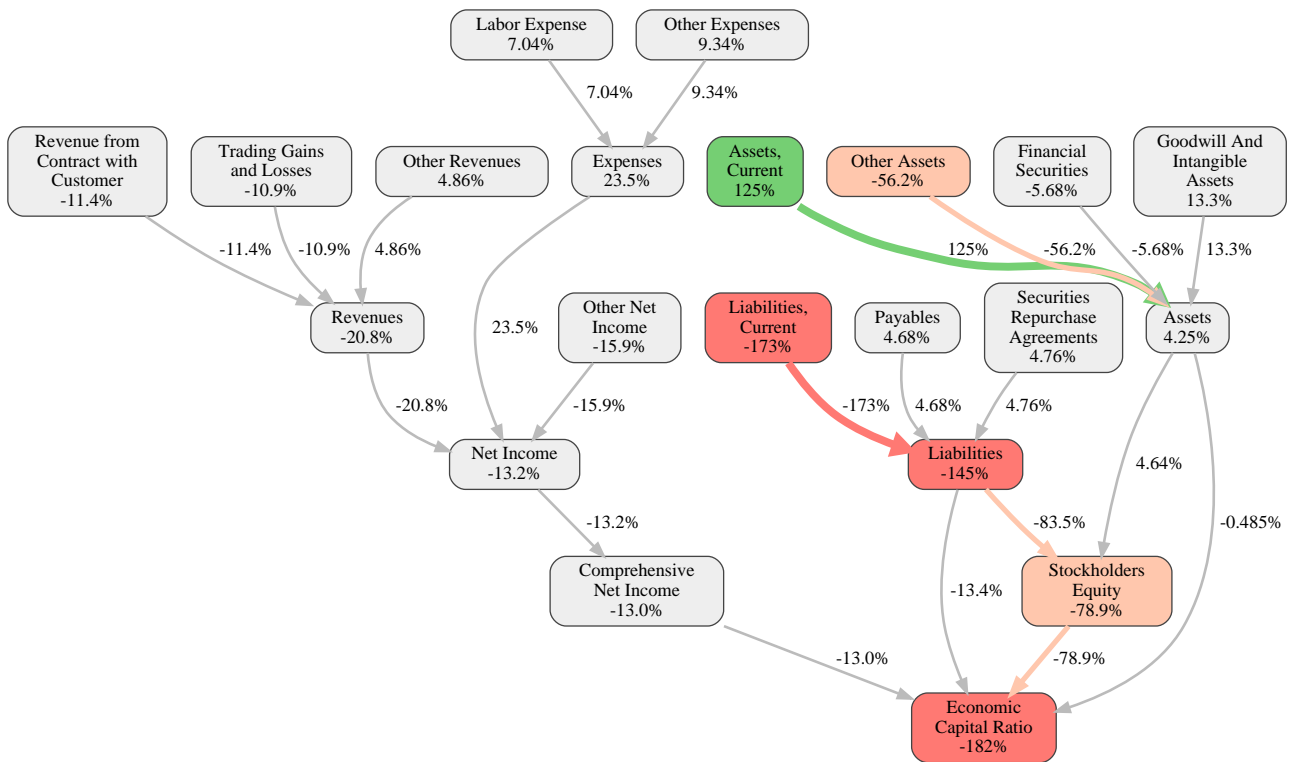 Labor Expense
7.04%
Other Expenses
9.34%
7.04%
9.34%
Revenue from
Contract with
Customer
-11.4%
Trading Gains
and Losses
-10.9%
Other Revenues
4.86%
Expenses
23.5%
Assets,
Current
125%
Other Assets
-56.2%
Financial
Securities
-5.68%
Goodwill And
Intangible
Assets
13.3%
-11.4%
-10.9%
4.86%
125%
-56.2%
-5.68%
13.3%
Revenues
-20.8%
23.5%
Other Net
Income
-15.9%
Liabilities,
Current
-173%
Payables
4.68%
Securities
Repurchase
Agreements
4.76%
Assets
4.25%
-20.8%
-15.9%
-173%
4.68%
4.76%
Net Income
-13.2%
Liabilities
-145%
4.64%
-13.2%
-83.5%
-0.485%
Comprehensive
Net Income
-13.0%
-13.4%
Stockholders
Equity
-78.9%
-13.0%
-78.9%
Economic
Capital Ratio
-182%